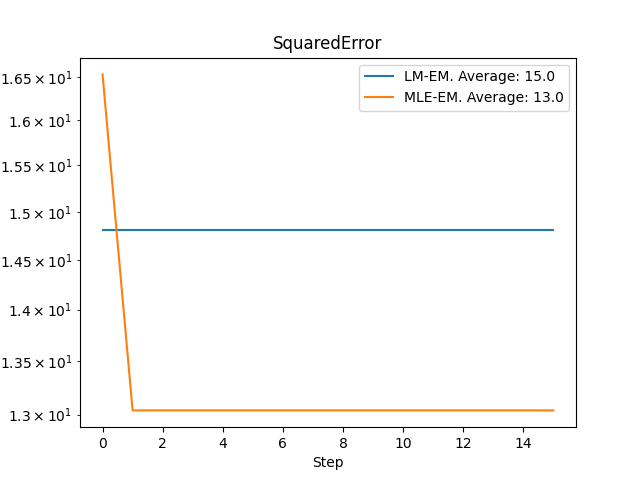 SquaredError
LM-EM. Average: 15.0
MLE-EM. Average: 13.0
1.65 × 10¹
1.6 × 10¹
1.55 × 10¹
1.5 × 10¹
1.45 × 10¹
1.4 × 10¹
1.35 × 10¹
1.3 × 10¹
0 2 4 6 8 10 12 14
Step